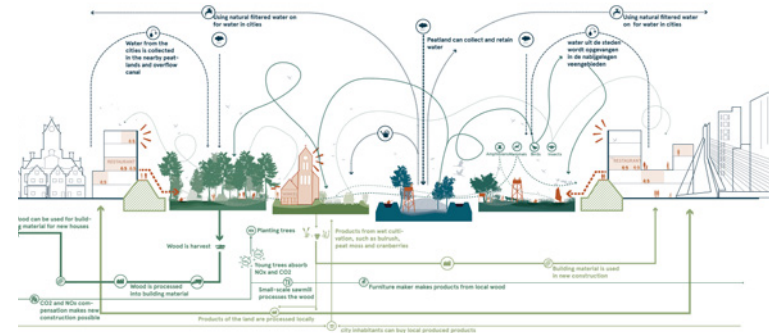 Using natural filtered water on
for water in cities
Using natural filtered water on
for water in cities
Water from the
cities is collected
in the nearby peat-
lands and overflow
canal
Peatland can collect and retain
water
water uit de steden
wordt opgevangen
in de nabijgelegen
veengebieden
RESTAURANT
RESTAURANT
Birds
Insects
ood can be used for build-
ng material for new houses
Wood is harvest
Planting trees
Products from wet culti-
vation, such as bulrush,
peat moss and cranberries
Young trees absorb
NOx and CO2
Wood is processed
into building material
Small-scale sawmill
processes the wood
Building material is used
in new construction
Furniture maker makes products from local wood
CO2 and NOx com-
pensation makes new
construction possible
Products of the land are processed locally
city inhabitants can buy local produced products